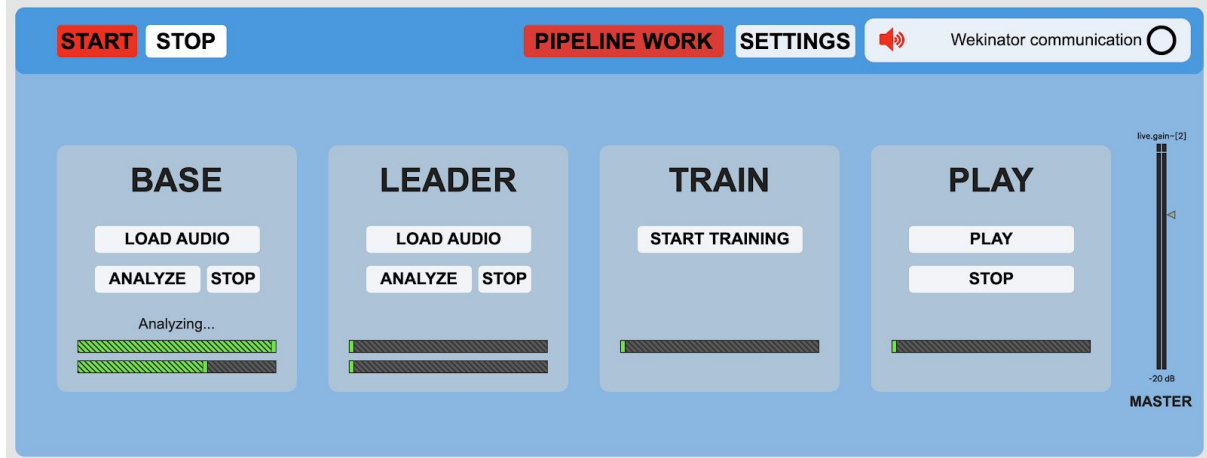 START STOP PIPELINE WORK SETTINGS Wekinator communication
live.gain~[2]
BASE
LOAD AUDIO
ANALYZE STOP
Analyzing...
LEADER
LOAD AUDIO
ANALYZE STOP
TRAIN
START TRAINING
PLAY
PLAY
STOP
-20 dB
MASTER